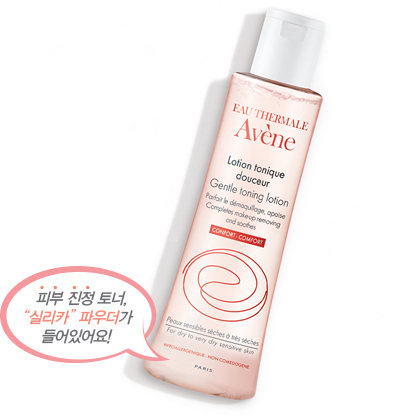 EAU THERMALE
Avène
Lotion tonique
douceur
Gentle toning lotion
Parfait le démaquillage, apaise
Completes make-up removing
and soothes
CONFORT - COMFORT
Peaux sensibles sèches à très sèches
For dry to very dry sensitive skin
HYPOALLERGÉNIQUE - NON COMÉDOGÈNE
PARIS
피부 진정 토너,
“실리카” 파우더가
들어있어요!